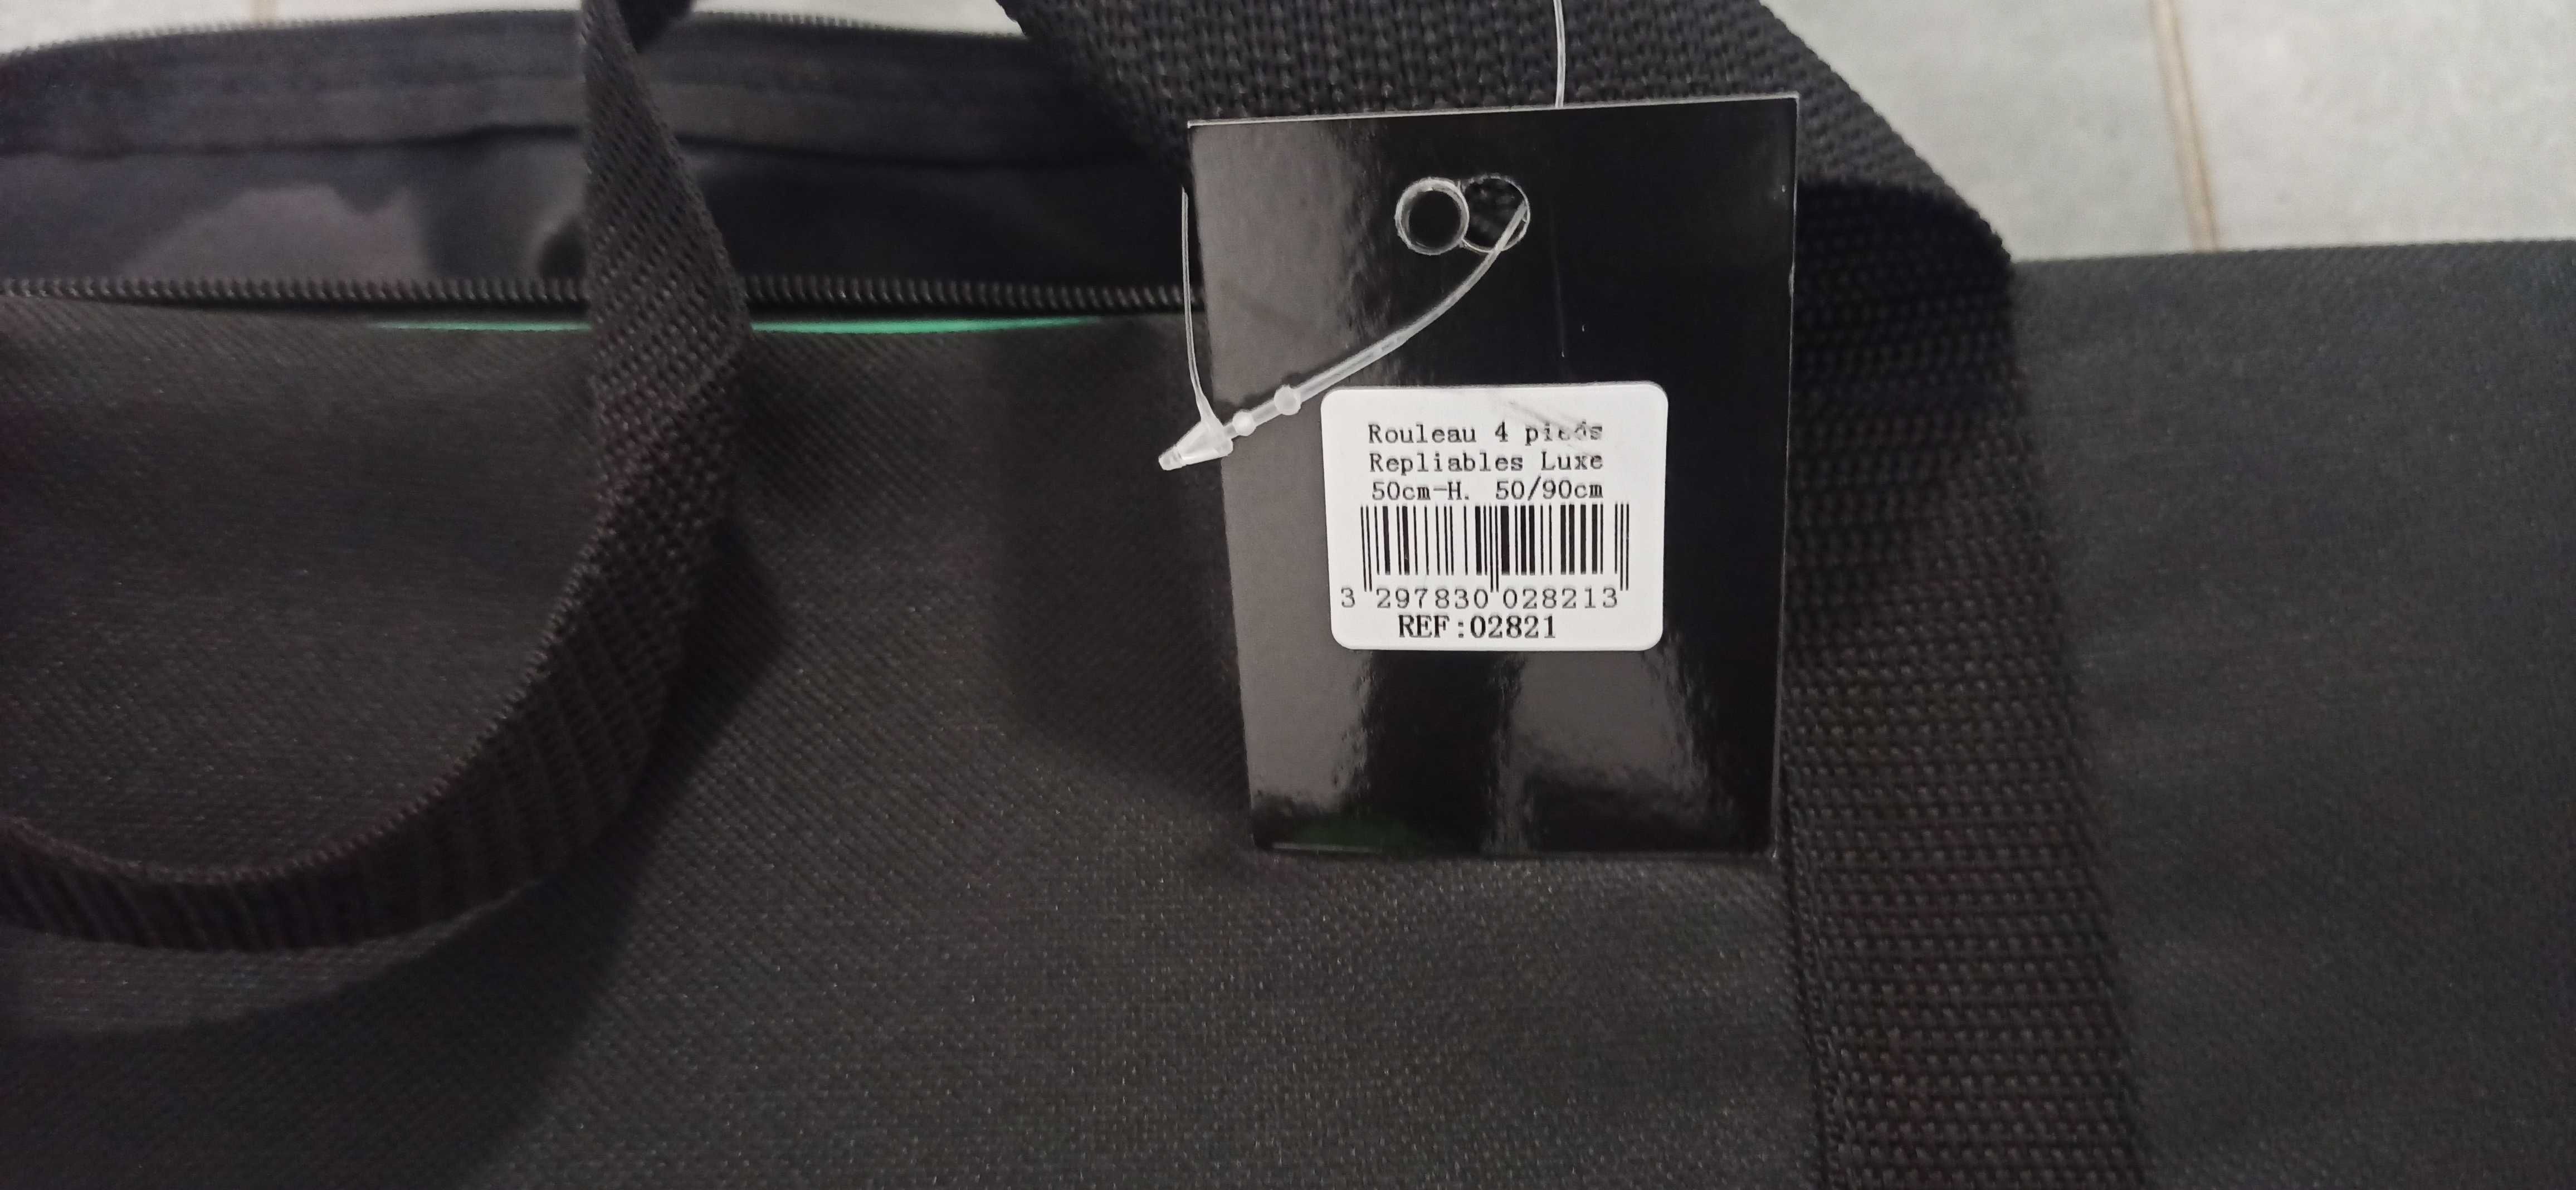 Rouleau 4 pieds
Repliables Luxe
50cm-H. 50/90cm
3 297830 028213
REF:02821